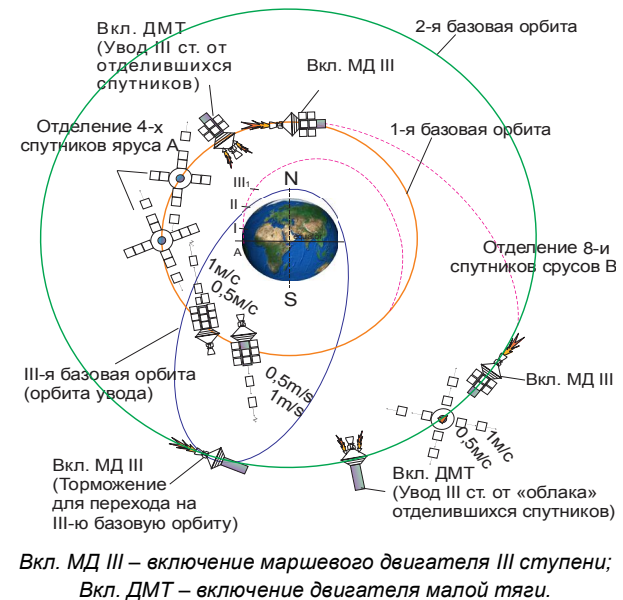 Вкл. ДМТ
(Увод III ст. от
отделившихся
спутников)
2-я базовая орбита
Вкл. МД III
1-я базовая орбита
Отделение 4-х
спутников яруса А
III₁
II
I
A
N
S
Отделение 8-и
спутников срусов В
1м/с
0,5м/с
III-я базовая орбита
(орбита увода)
0,5m/s
1m/s
Вкл. МД III
0,5м/с
1м/с
Вкл. МД III
(Торможение
для перехода на
III-ю базовую орбиту)
Вкл. ДМТ
(Увод III ст. от «облака»
отделившихся спутников)
Вкл. МД III – включение маршевого двигателя III ступени;
Вкл. ДМТ – включение двигателя малой тяги.